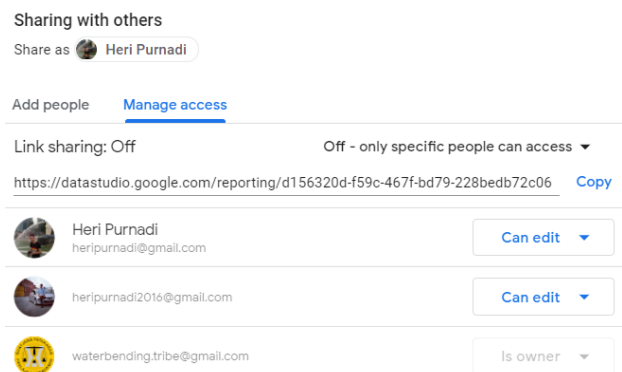 Sharing with others
Share as Heri Purnadi
Add people Manage access
Link sharing: Off Off - only specific people can access
https://datastudio.google.com/reporting/d156320d-f59c-467f-bd79-228bedb72c06 Copy
Heri Purnadi
heripurnadi@gmail.com Can edit
heripurnadi2016@gmail.com Can edit
waterbending.tribe@gmail.com Is owner